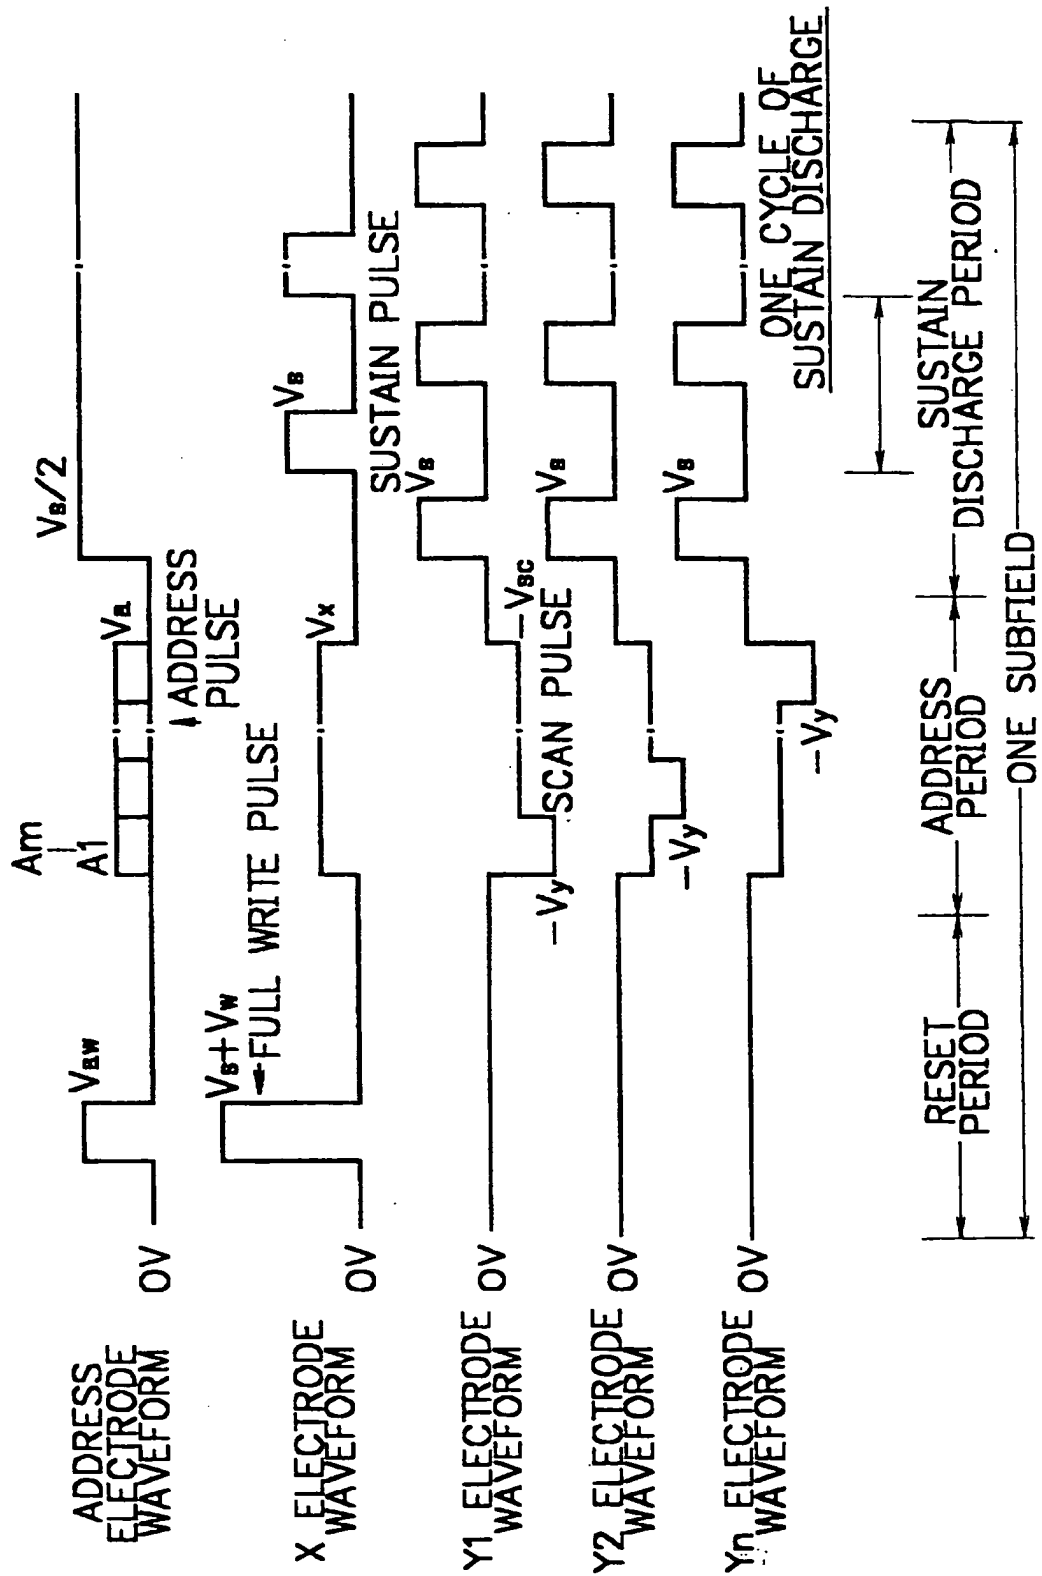 ADDRESS
ELECTRODE
WAVEFORM
0V
Vaw
Am
A1
Va
ADDRESS
PULSE
Vs/2
X ELECTRODE
WAVEFORM
0V
Vs+Vw
FULL WRITE PULSE
Vx
Vs
SUSTAIN PULSE
Y1 ELECTRODE
WAVEFORM
0V
-Vy
SCAN PULSE
-Vsc
Vs
Y2 ELECTRODE
WAVEFORM
0V
-Vy
Vs
Yn ELECTRODE
WAVEFORM
0V
-Vy
Vs
ONE CYCLE OF
SUSTAIN DISCHARGE
RESET
PERIOD
ADDRESS
PERIOD
SUSTAIN
DISCHARGE PERIOD
ONE SUBFIELD